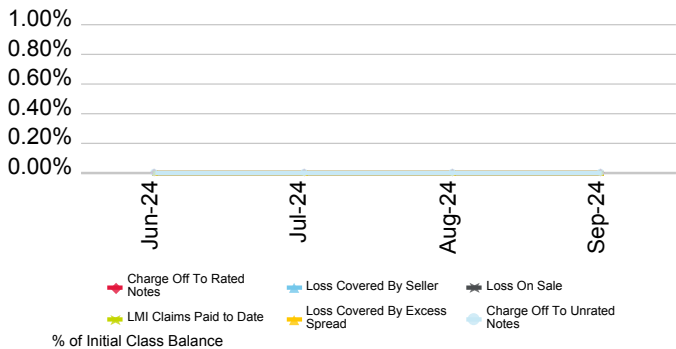 1.00%
0.80%
0.60%
0.40%
0.20%
0.00%
Jun-24
Jul-24
Aug-24
Sep-24
Charge Off To Rated
Notes
Loss Covered By Seller
Loss On Sale
LMI Claims Paid to Date
Loss Covered By Excess
Spread
Charge Off To Unrated
Notes
% of Initial Class Balance